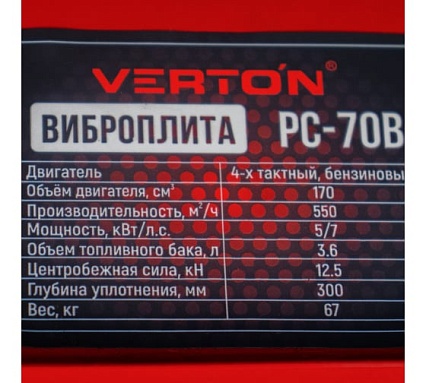 VERTON®
ВИБРОПЛИТА PC-70B
Двигатель 4-х тактный, бензиновы
Объём двигателя, см³ 170
Производительность, м²/ч 550
Мощность, кВт/л.с. 5/7
Объем топливного бака, л 3.6
Центробежная сила, кН 12.5
Глубина уплотнения, мм 300
Вес, кг 67